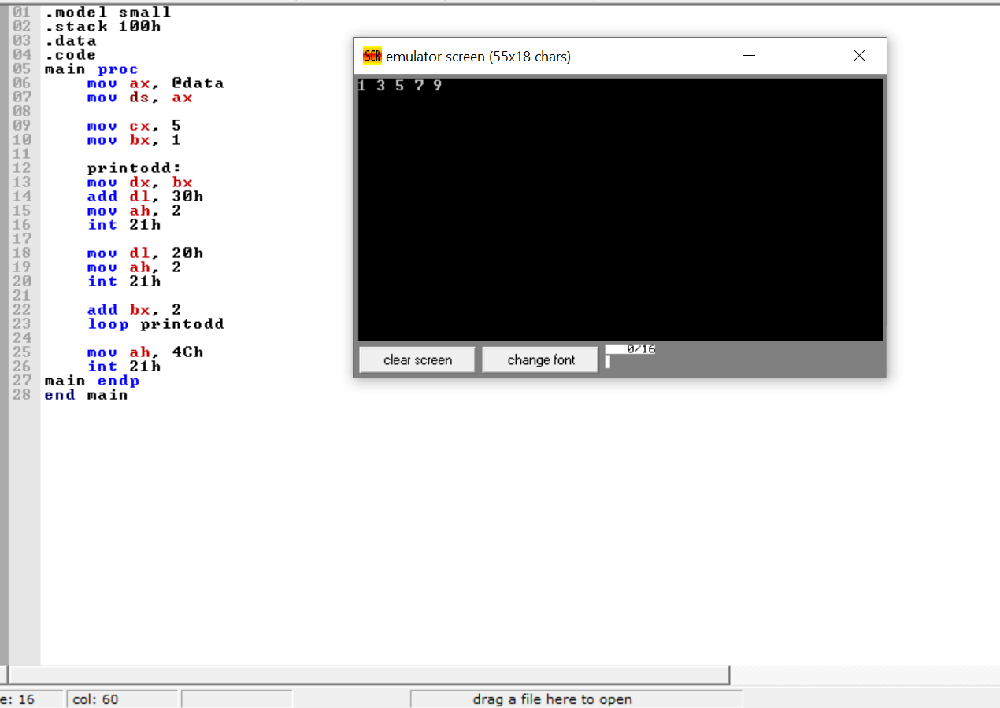 01 .model small
02 .stack 100h
03 .data
04 .code
05 main proc
06 mov ax, @data
07 mov ds, ax
08
09 mov cx, 5
10 mov bx, 1
11
12 printodd:
13 mov dx, bx
14 add dl, 30h
15 mov ah, 2
16 int 21h
17
18 mov dl, 20h
19 mov ah, 2
20 int 21h
21
22 add bx, 2
23 loop printodd
24
25 mov ah, 4Ch
26 int 21h
27 main endp
28 end main
SCR emulator screen (55x18 chars)
1 3 5 7 9
clear screen change font 0/16
e: 16 col: 60 drag a file here to open